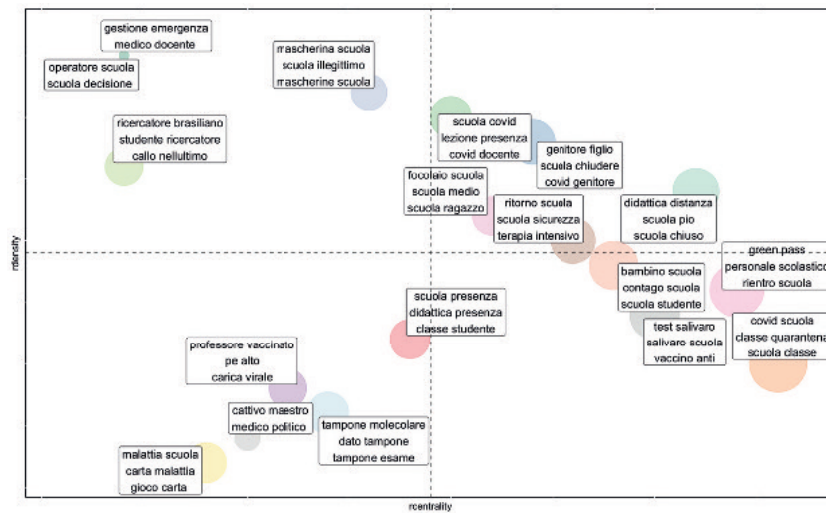 gestione emergenza
medico docente
operatore scuola
scuola decisione
mascherina scuola
scuola illegittimo
mascherine scuola
ricercatore brasiliano
studente ricercatore
callo nellultimo
scuola covid
lezione presenza
covid docente
genitore figlio
scuola chiudere
covid genitore
focolaio scuola
scuola medio
scuola ragazzo
ritorno scuola
scuola sicurezza
terapia intensivo
didattica distanza
scuola pio
scuola chiuso
green pass
personale scolastico
rientro scuola
bambino scuola
contago scuola
scuola studente
scuola presenza
didattica presenza
classe studente
test salivaro
salivaro scuola
vaccino anti
covid scuola
classe quarantena
scuola classe
professore vaccinato
pe alto
carica virale
cattivo maestro
medico politico
tampone molecolare
dato tampone
tampone esame
malattia scuola
carta malattia
gioco carta
rdensity
rcentrality